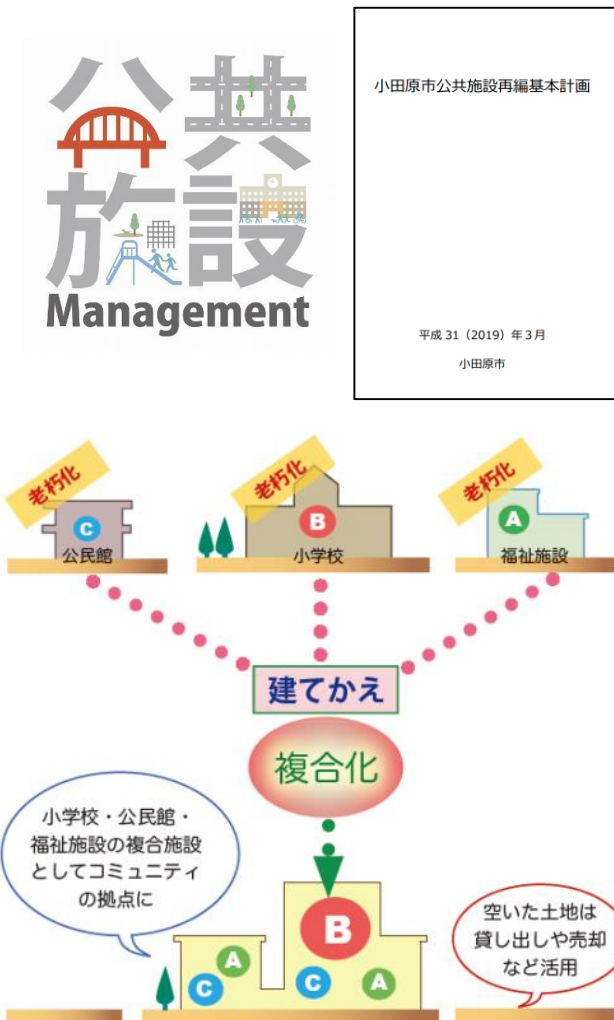 公共
施設
Management
小田原市公共施設再編基本計画
平成 31（2019）年 3 月
小田原市
老朽化
C
公民館
老朽化
B
小学校
老朽化
A
福祉施設
建てかえ
複合化
小学校・公民館・
福祉施設の複合施設
としてコミュニティ
の拠点に
B
A
C
C
A
空いた土地は
貸し出しや売却
など活用